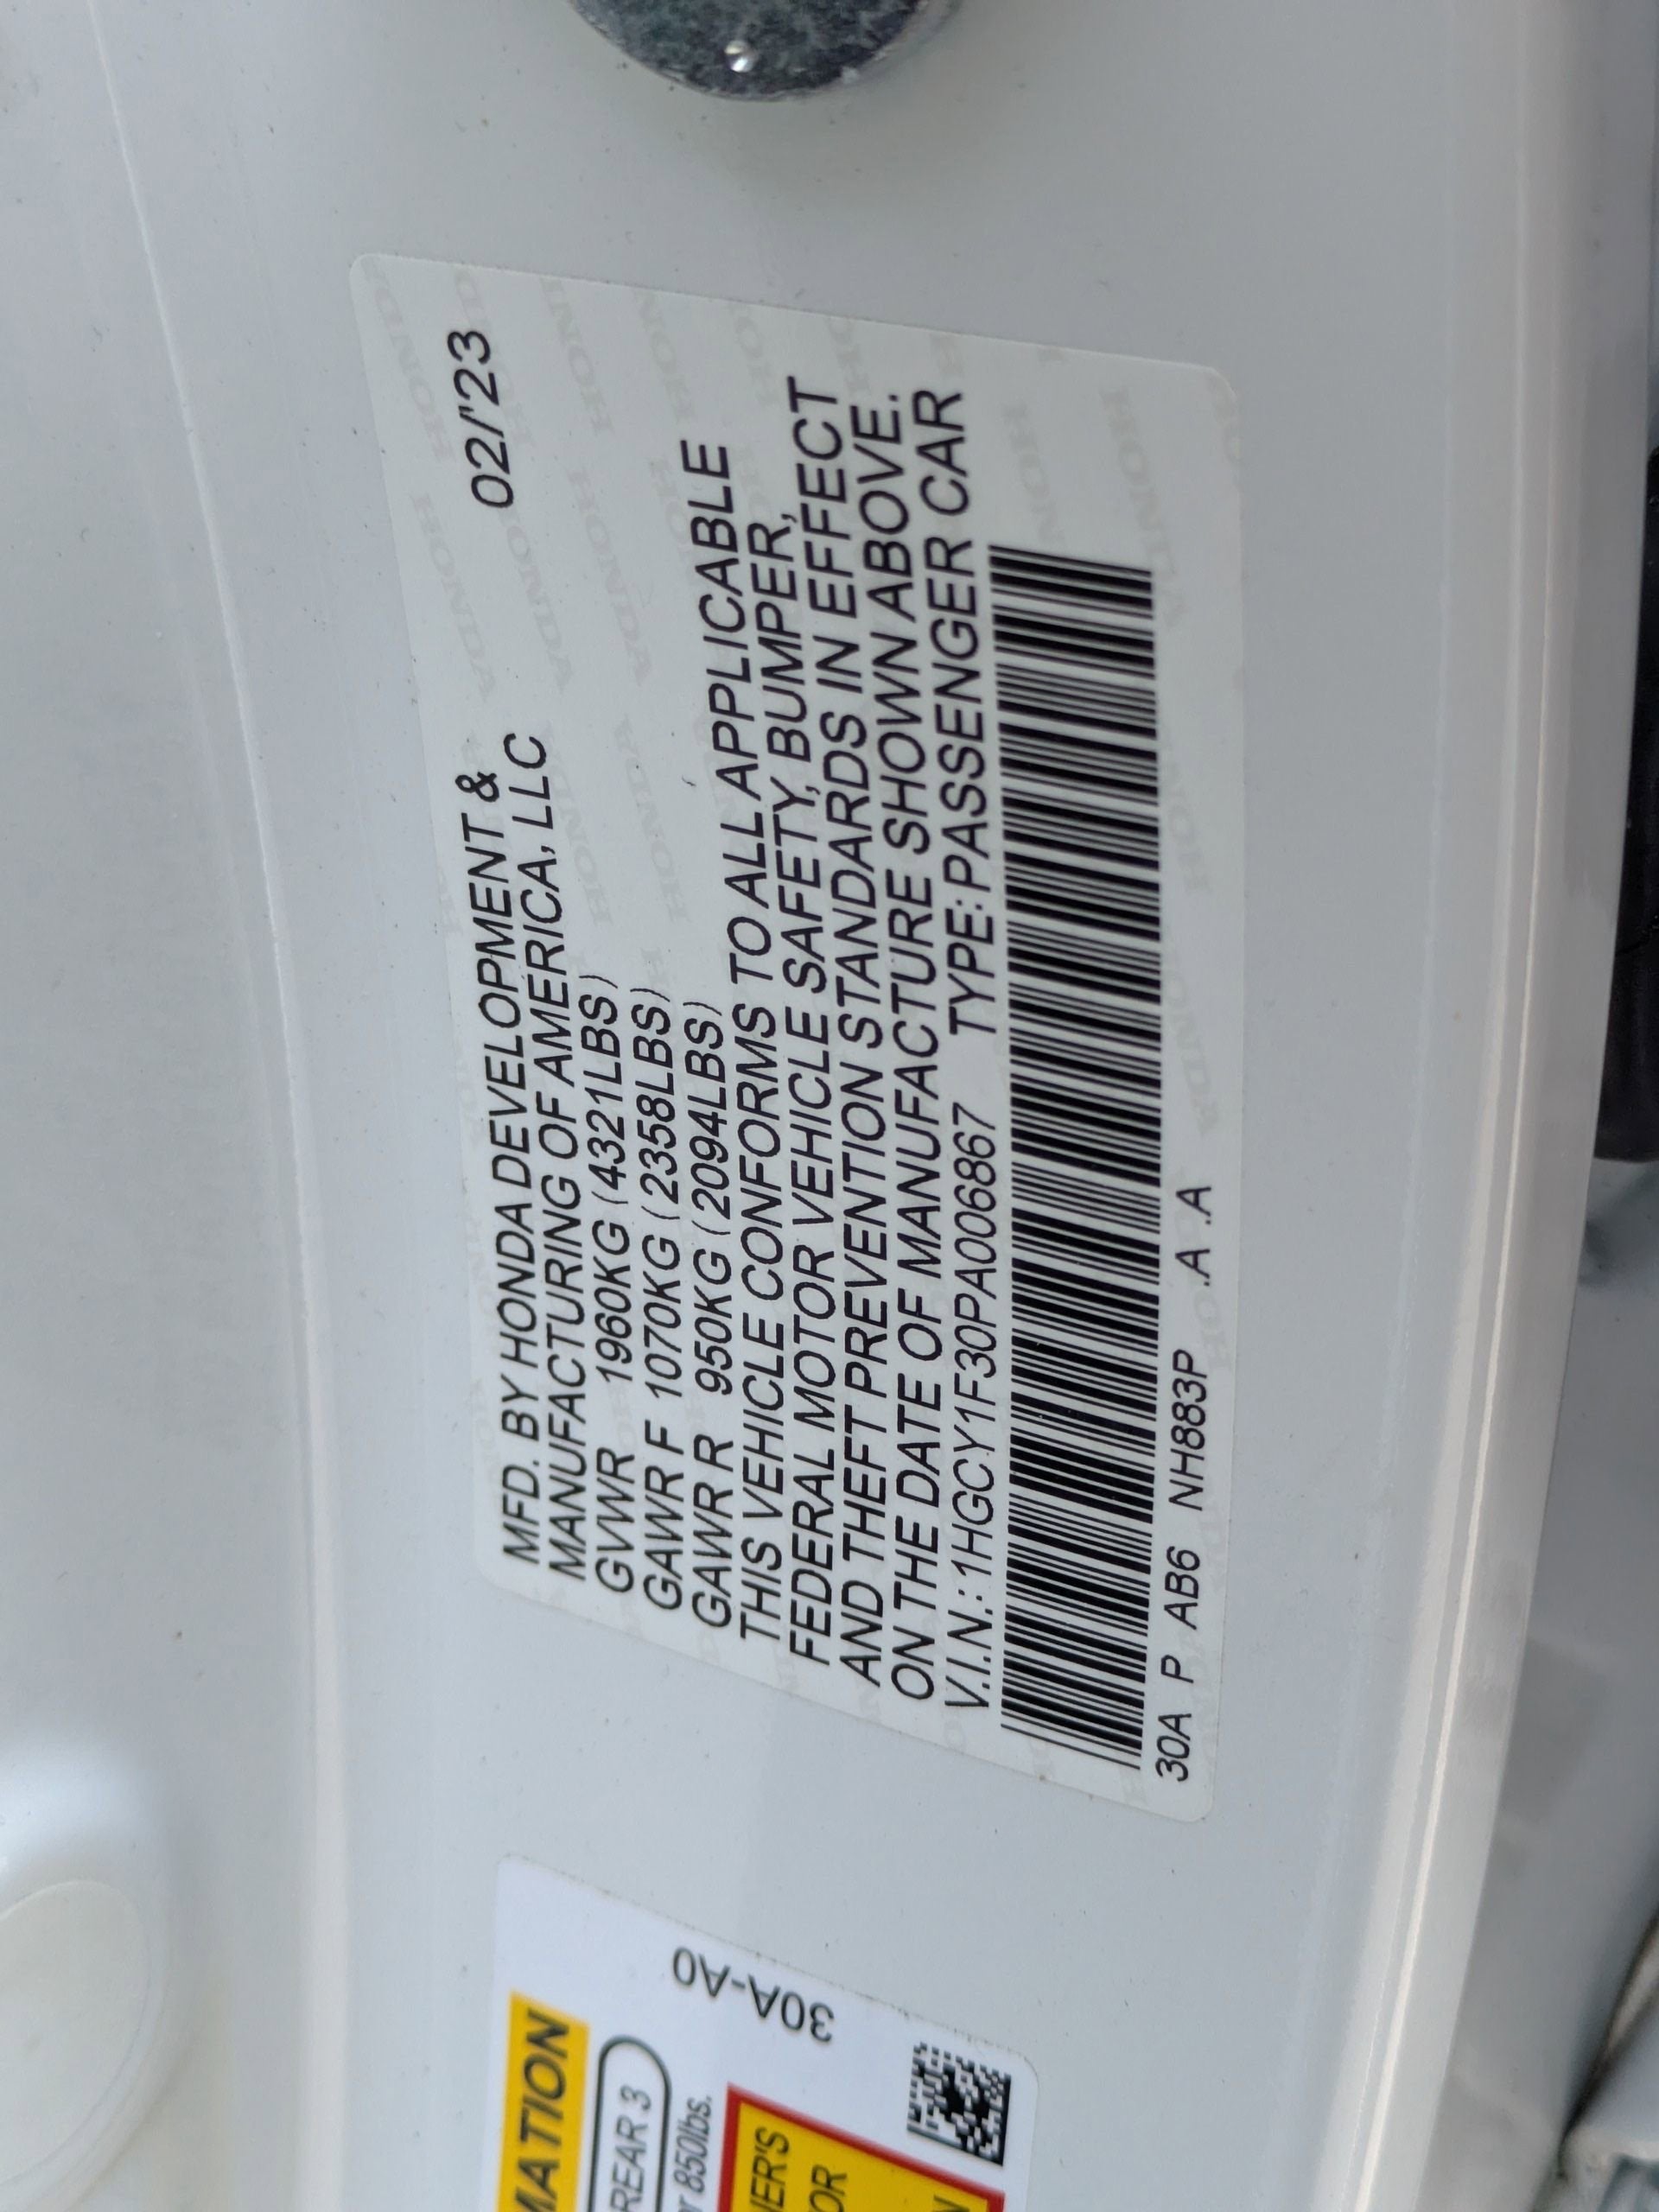 MFD. BY HONDA DEVELOPMENT & 02/'23
MANUFACTURING OF AMERICA, LLC
GVWR 1960KG (4321LBS)
GAWR F 1070KG (2358LBS)
GAWR R 950KG (2094LBS)
THIS VEHICLE CONFORMS TO ALL APPLICABLE
FEDERAL MOTOR VEHICLE SAFETY, BUMPER,
AND THEFT PREVENTION STANDARDS IN EFFECT
ON THE DATE OF MANUFACTURE SHOWN ABOVE.
V.I.N.: 1HGCY1F30PA006867 TYPE: PASSENGER CAR
30A P AB6 NH883P .A .A
30A-A0
REAR 3
850lbs.